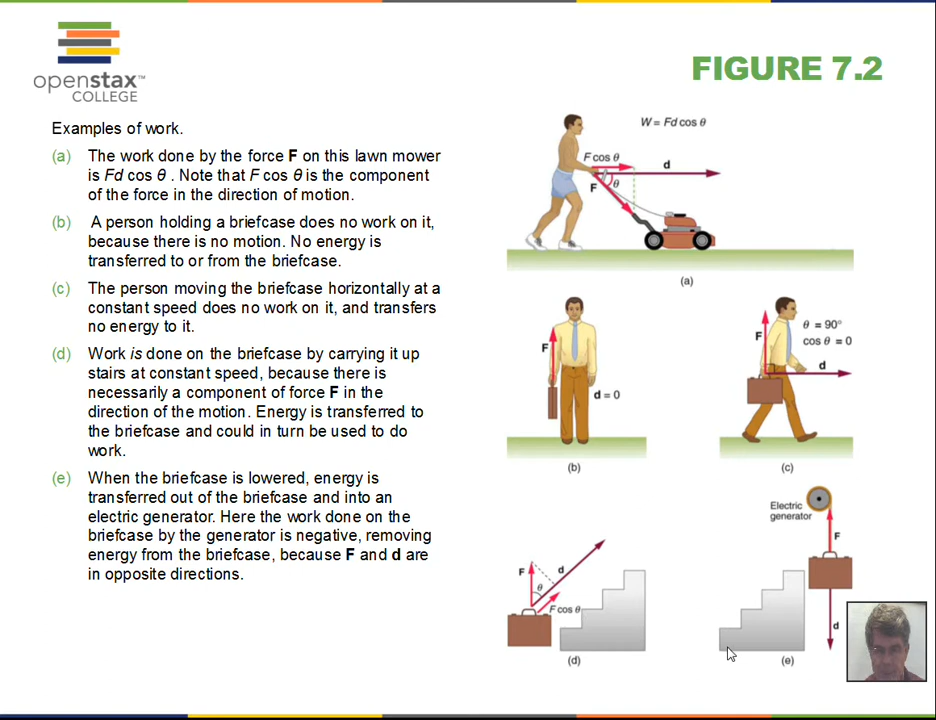 openstax™
COLLEGE
FIGURE 7.2
Examples of work.
(a) The work done by the force F on this lawn mower
is Fd cos θ . Note that F cos θ is the component
of the force in the direction of motion.
(b) A person holding a briefcase does no work on it,
because there is no motion. No energy is
transferred to or from the briefcase.
(c) The person moving the briefcase horizontally at a
constant speed does no work on it, and transfers
no energy to it.
(d) Work is done on the briefcase by carrying it up
stairs at constant speed, because there is
necessarily a component of force F in the
direction of the motion. Energy is transferred to
the briefcase and could in turn be used to do
work.
(e) When the briefcase is lowered, energy is
transferred out of the briefcase and into an
electric generator. Here the work done on the
briefcase by the generator is negative, removing
energy from the briefcase, because F and d are
in opposite directions.
W = Fd cos θ
F cos θ
d
F
θ
(a)
F
d = 0
(b)
θ = 90°
cos θ = 0
F
d
(c)
F
d
θ
F cos θ
(d)
Electric
generator
F
d
(e)